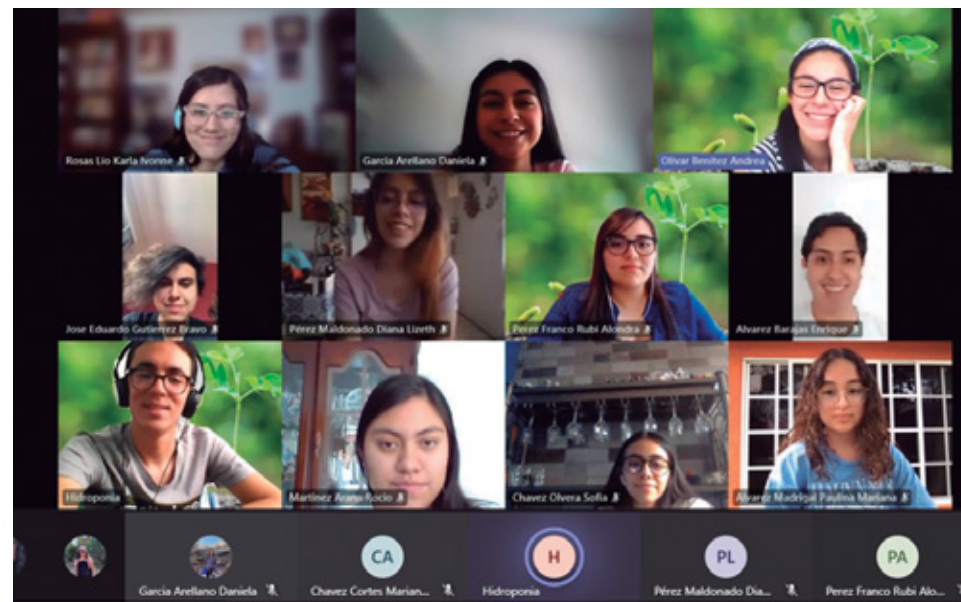 Rosas Lio Karla Ivonne
Garcia Arellano Daniela
Olivar Benitez Andrea
Jose Eduardo Gutierrez Bravo
Pérez Maldonado Diana Lizeth
Perez Franco Rubi Alondra
Alvarez Barajas Enrique
Hidroponia
Martinez Arana Rocio
Chavez Olvera Sofia
Alvarez Madrigal Paulina Mariana
CA
H
PL
PA
Garcia Arellano Daniela
Chavez Cortes Marian...
Hidroponia
Pérez Maldonado Dia...
Perez Franco Rubi Alo...